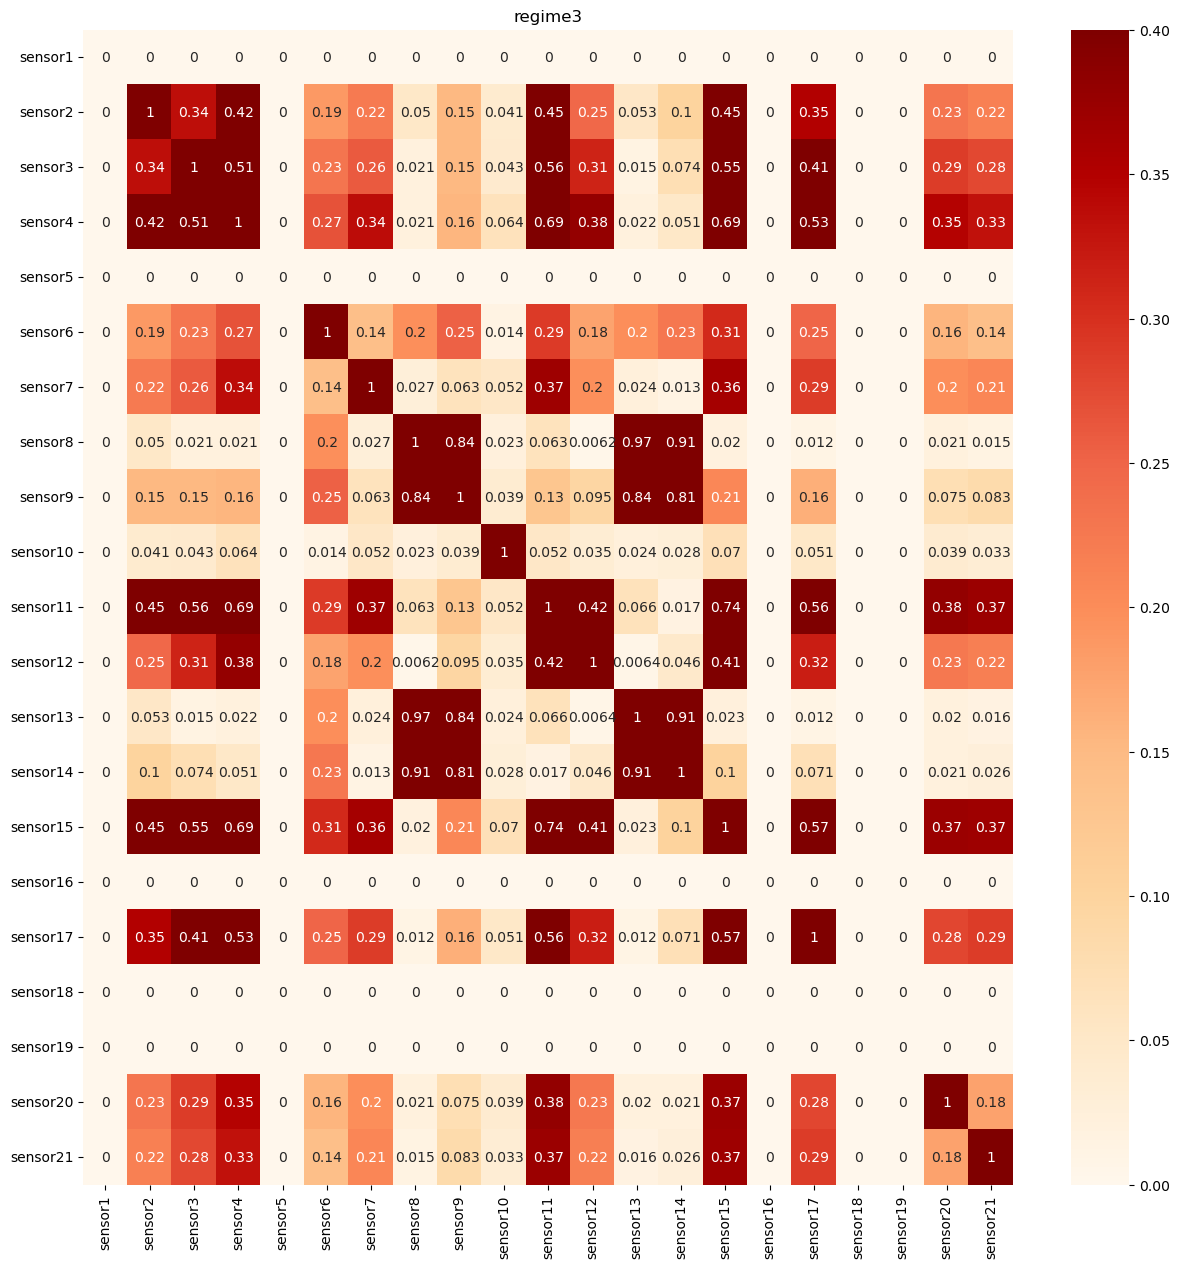 regime3
sensor1 0 0 0 0 0 0 0 0 0 0 0 0 0 0 0 0 0 0 0 0 0
sensor2 0 1 0.34 0.42 0 0.19 0.22 0.05 0.15 0.041 0.45 0.25 0.053 0.1 0.45 0 0.35 0 0 0.23 0.22
sensor3 0 0.34 1 0.51 0 0.23 0.26 0.021 0.15 0.043 0.56 0.31 0.015 0.074 0.55 0 0.41 0 0 0.29 0.28
sensor4 0 0.42 0.51 1 0 0.27 0.34 0.021 0.16 0.064 0.69 0.38 0.022 0.051 0.69 0 0.53 0 0 0.35 0.33
sensor5 0 0 0 0 0 0 0 0 0 0 0 0 0 0 0 0 0 0 0 0 0
sensor6 0 0.19 0.23 0.27 0 1 0.14 0.2 0.25 0.014 0.29 0.18 0.2 0.23 0.31 0 0.25 0 0 0.16 0.14
sensor7 0 0.22 0.26 0.34 0 0.14 1 0.027 0.063 0.052 0.37 0.2 0.024 0.013 0.36 0 0.29 0 0 0.2 0.21
sensor8 0 0.05 0.021 0.021 0 0.2 0.027 1 0.84 0.023 0.063 0.0062 0.97 0.91 0.02 0 0.012 0 0 0.021 0.015
sensor9 0 0.15 0.15 0.16 0 0.25 0.063 0.84 1 0.039 0.13 0.095 0.84 0.81 0.21 0 0.16 0 0 0.075 0.083
sensor10 0 0.041 0.043 0.064 0 0.014 0.052 0.023 0.039 1 0.052 0.035 0.024 0.028 0.07 0 0.051 0 0 0.039 0.033
sensor11 0 0.45 0.56 0.69 0 0.29 0.37 0.063 0.13 0.052 1 0.42 0.066 0.017 0.74 0 0.56 0 0 0.38 0.37
sensor12 0 0.25 0.31 0.38 0 0.18 0.2 0.0062 0.095 0.035 0.42 1 0.0064 0.046 0.41 0 0.32 0 0 0.23 0.22
sensor13 0 0.053 0.015 0.022 0 0.2 0.024 0.97 0.84 0.024 0.066 0.0064 1 0.91 0.023 0 0.012 0 0 0.02 0.016
sensor14 0 0.1 0.074 0.051 0 0.23 0.013 0.91 0.81 0.028 0.017 0.046 0.91 1 0.1 0 0.071 0 0 0.021 0.026
sensor15 0 0.45 0.55 0.69 0 0.31 0.36 0.02 0.21 0.07 0.74 0.41 0.023 0.1 1 0 0.57 0 0 0.37 0.37
sensor16 0 0 0 0 0 0 0 0 0 0 0 0 0 0 0 0 0 0 0 0 0
sensor17 0 0.35 0.41 0.53 0 0.25 0.29 0.012 0.16 0.051 0.56 0.32 0.012 0.071 0.57 0 1 0 0 0.28 0.29
sensor18 0 0 0 0 0 0 0 0 0 0 0 0 0 0 0 0 0 0 0 0 0
sensor19 0 0 0 0 0 0 0 0 0 0 0 0 0 0 0 0 0 0 0 0 0
sensor20 0 0.23 0.29 0.35 0 0.16 0.2 0.021 0.075 0.039 0.38 0.23 0.02 0.021 0.37 0 0.28 0 0 1 0.18
sensor21 0 0.22 0.28 0.33 0 0.14 0.21 0.015 0.083 0.033 0.37 0.22 0.016 0.026 0.37 0 0.29 0 0 0.18 1
sensor1 sensor2 sensor3 sensor4 sensor5 sensor6 sensor7 sensor8 sensor9 sensor10 sensor11 sensor12 sensor13 sensor14 sensor15 sensor16 sensor17 sensor18 sensor19 sensor20 sensor21
0.40
0.35
0.30
0.25
0.20
0.15
0.10
0.05
0.00